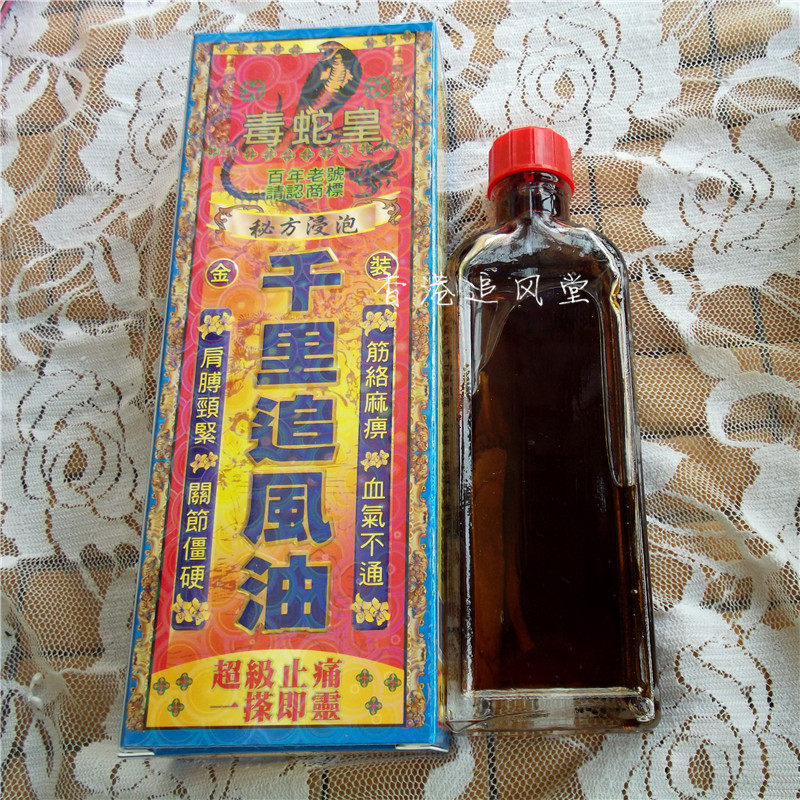 毒蛇皇
百年老號
請認商標
秘方浸泡
金裝
千里追風油
筋絡麻痹
血氣不通
肩膊頸緊
關節僵硬
超級止痛
一搽即靈
香港追风堂